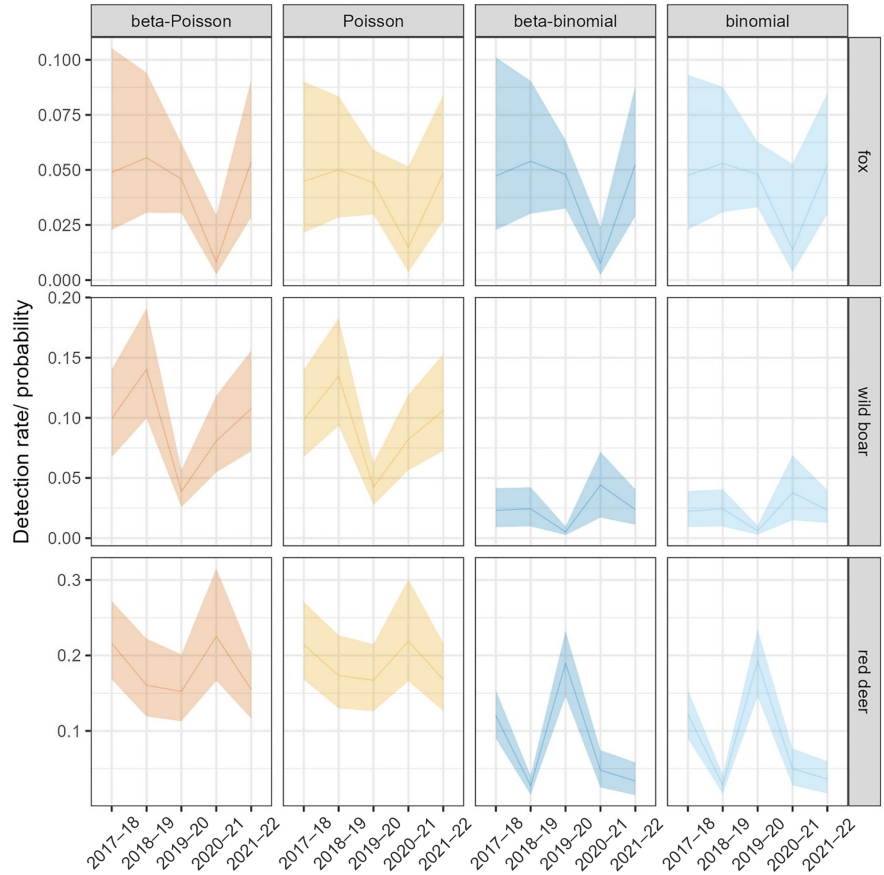 beta-Poisson Poisson beta-binomial binomial
Detection rate/ probability
0.100
0.075
0.050
0.025
0.000
fox
0.20
0.15
0.10
0.05
0.00
wild boar
0.3
0.2
0.1
red deer
2017–18 2018–19 2019–20 2020–21 2021–22 2017–18 2018–19 2019–20 2020–21 2021–22 2017–18 2018–19 2019–20 2020–21 2021–22 2017–18 2018–19 2019–20 2020–21 2021–22